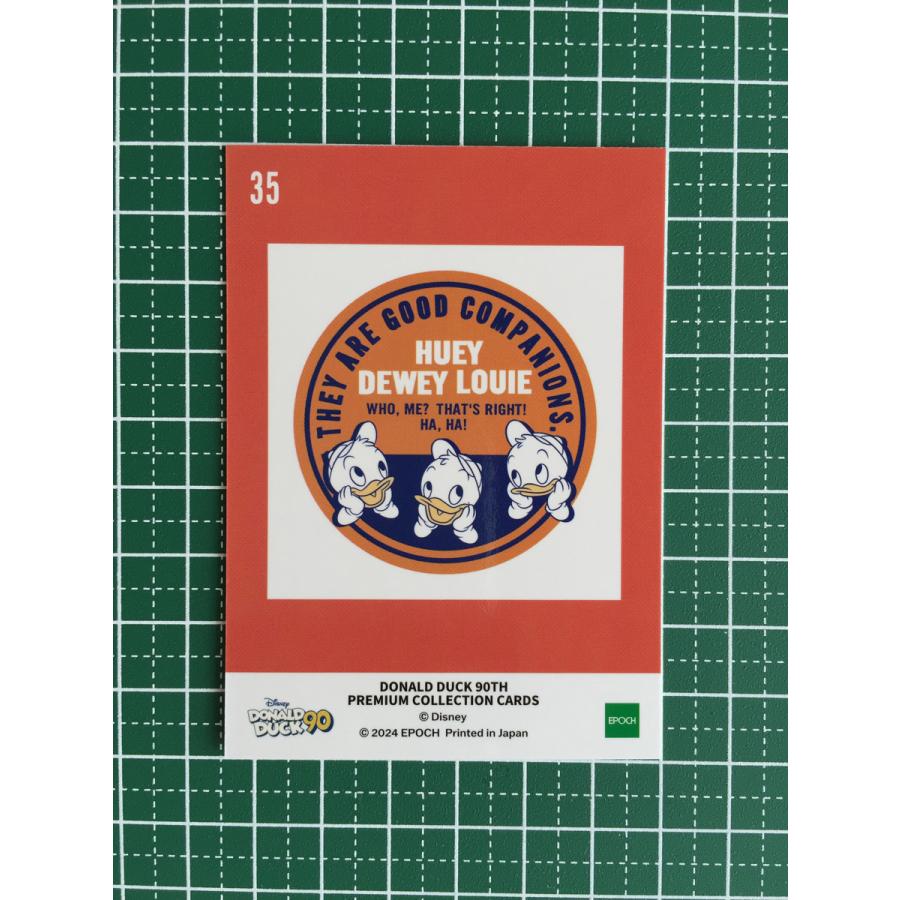 35
THEY ARE GOOD COMPANIONS.
HUEY
DEWEY LOUIE
WHO, ME? THAT'S RIGHT!
HA, HA!
DONALD DUCK 90TH
PREMIUM COLLECTION CARDS
© Disney
© 2024 EPOCH Printed in Japan
Disney
DONALD
DUCK 90
EPOCH